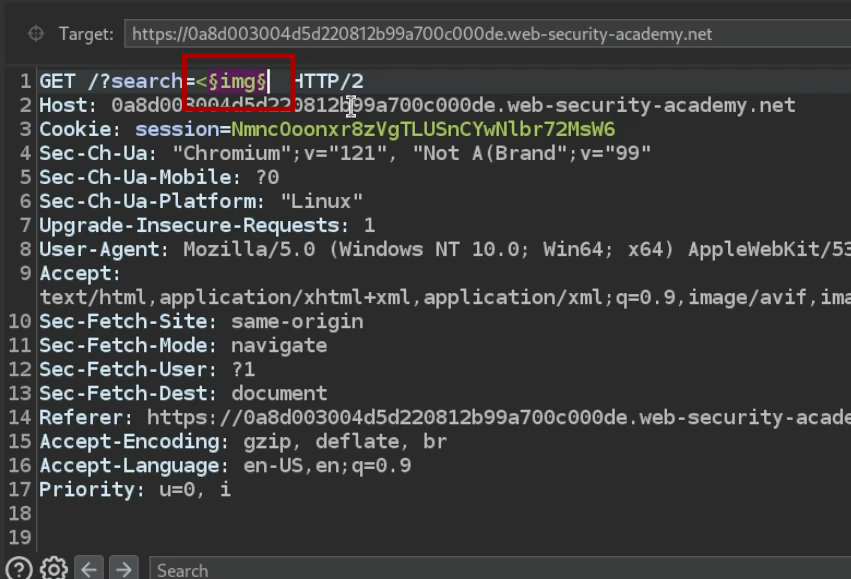 Target: https://0a8d003004d5d220812b99a700c000de.web-security-academy.net
1 GET /?search=<§img§ HTTP/2
2 Host: 0a8d003004d5d220812b99a700c000de.web-security-academy.net
3 Cookie: session=NmncOoonxr8zVgTLUSnCYwNlbr72MsW6
4 Sec-Ch-Ua: "Chromium";v="121", "Not A(Brand";v="99"
5 Sec-Ch-Ua-Mobile: ?0
6 Sec-Ch-Ua-Platform: "Linux"
7 Upgrade-Insecure-Requests: 1
8 User-Agent: Mozilla/5.0 (Windows NT 10.0; Win64; x64) AppleWebKit/53
9 Accept:
text/html,application/xhtml+xml,application/xml;q=0.9,image/avif,ima
10 Sec-Fetch-Site: same-origin
11 Sec-Fetch-Mode: navigate
12 Sec-Fetch-User: ?1
13 Sec-Fetch-Dest: document
14 Referer: https://0a8d003004d5d220812b99a700c000de.web-security-acade
15 Accept-Encoding: gzip, deflate, br
16 Accept-Language: en-US,en;q=0.9
17 Priority: u=0, i
18
19
Search